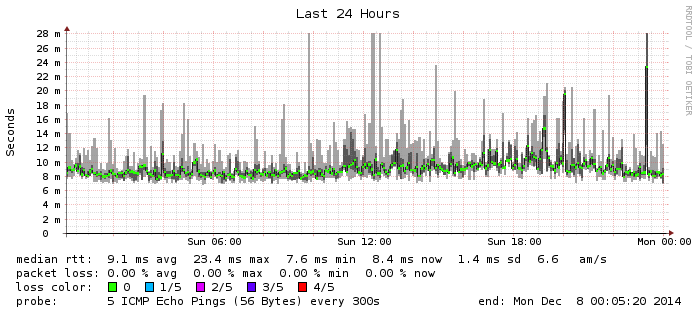 Last 24 Hours
RRDTOOL / TOBI OETIKER
Seconds
28 m
26 m
24 m
22 m
20 m
18 m
16 m
14 m
12 m
10 m
8 m
6 m
4 m
2 m
0
Sun 06:00 Sun 12:00 Sun 18:00 Mon 00:00
median rtt: 9.1 ms avg 23.4 ms max 7.6 ms min 8.4 ms now 1.4 ms sd 6.6 am/s
packet loss: 0.00 % avg 0.00 % max 0.00 % min 0.00 % now
loss color: 0 1/5 2/5 3/5 4/5
probe: 5 ICMP Echo Pings (56 Bytes) every 300s end: Mon Dec 8 00:05:20 2014